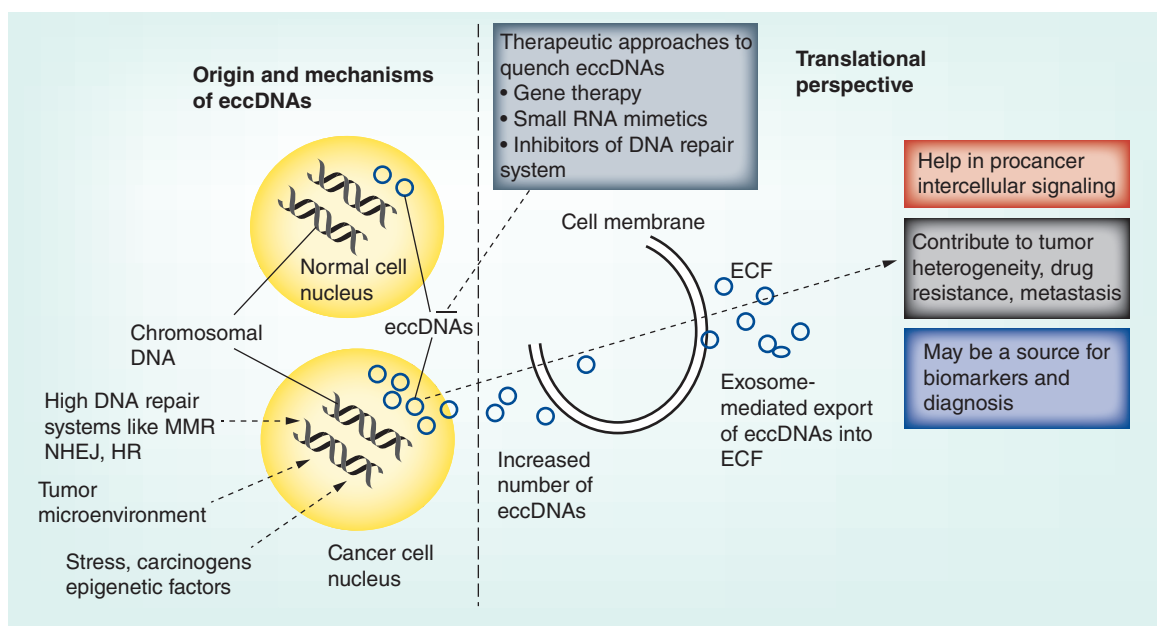 Origin and mechanisms
of eccDNAs
Therapeutic approaches to
quench eccDNAs
• Gene therapy
• Small RNA mimetics
• Inhibitors of DNA repair
system
Translational
perspective
Normal cell
nucleus
Chromosomal
DNA
eccDNAs
High DNA repair
systems like MMR
NHEJ, HR
Tumor
microenvironment
Stress, carcinogens
epigenetic factors
Cancer cell
nucleus
Cell membrane
ECF
Increased
number of
eccDNAs
Exosome-
mediated export
of eccDNAs into
ECF
Help in procancer
intercellular signaling
Contribute to tumor
heterogeneity, drug
resistance, metastasis
May be a source for
biomarkers and
diagnosis